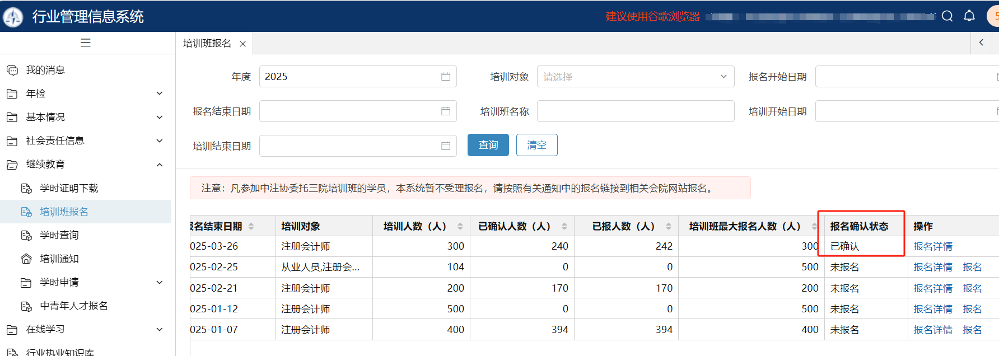 行业管理信息系统
建议使用谷歌浏览器
5
培训班报名
我的消息
年检
基本情况
社会责任信息
继续教育
学时证明下载
培训班报名
学时查询
培训通知
学时申请
中青年人才报名
在线学习
行业执业知识库
年度 2025 培训对象 请选择 报名开始日期
报名结束日期 培训班名称 培训开始日期
培训结束日期 查询 清空
注意：凡参加中注协委托三院培训班的学员，本系统暂不受理报名，请按照有关通知中的报名链接到相关会院网站报名。
报名结束日期 培训对象 培训人数（人） 已确认人数（人） 已报人数（人） 培训班最大报名人数（人） 报名确认状态 操作
025-03-26 注册会计师 300 240 242 300 已确认 报名详情
025-02-25 从业人员,注册会... 104 0 0 500 未报名 报名详情 报名
025-02-21 注册会计师 200 170 170 200 未报名 报名详情 报名
025-01-12 注册会计师 500 0 0 500 未报名 报名详情 报名
025-01-07 注册会计师 400 394 394 400 未报名 报名详情 报名